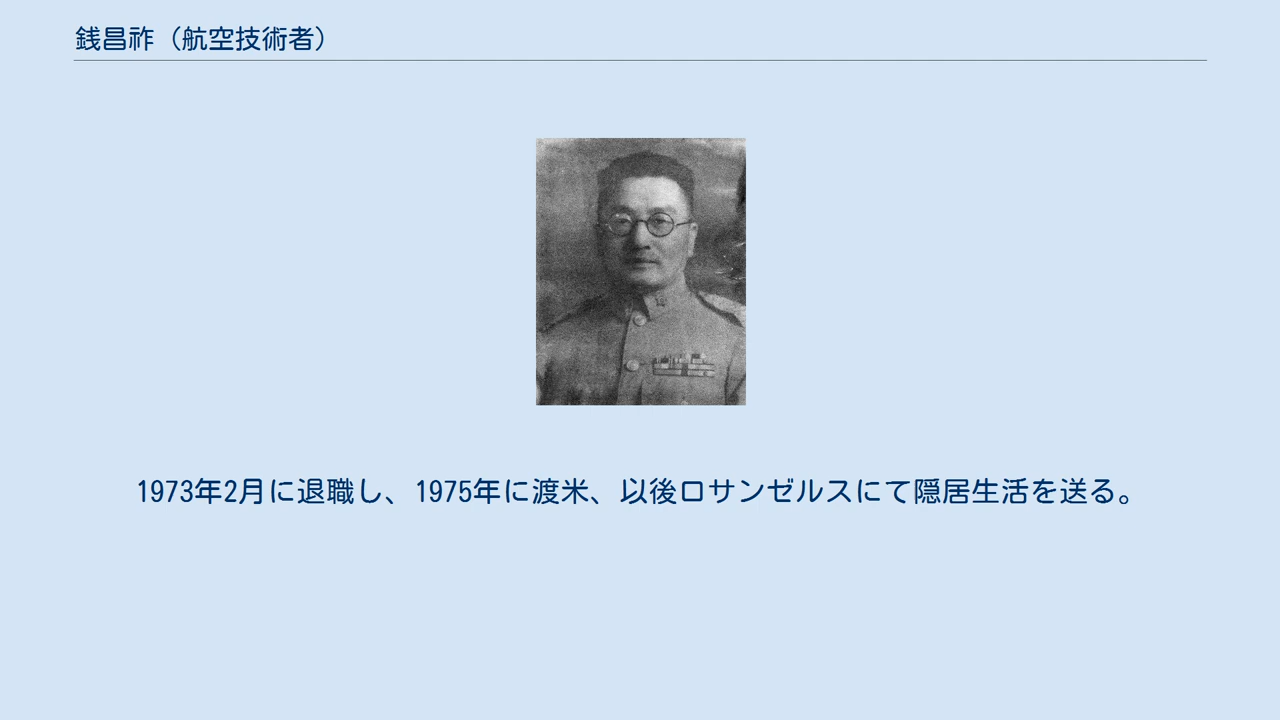 銭昌祚（航空技術者）
1973年2月に退職し、1975年に渡米、以後ロサンゼルスにて隠居生活を送る。